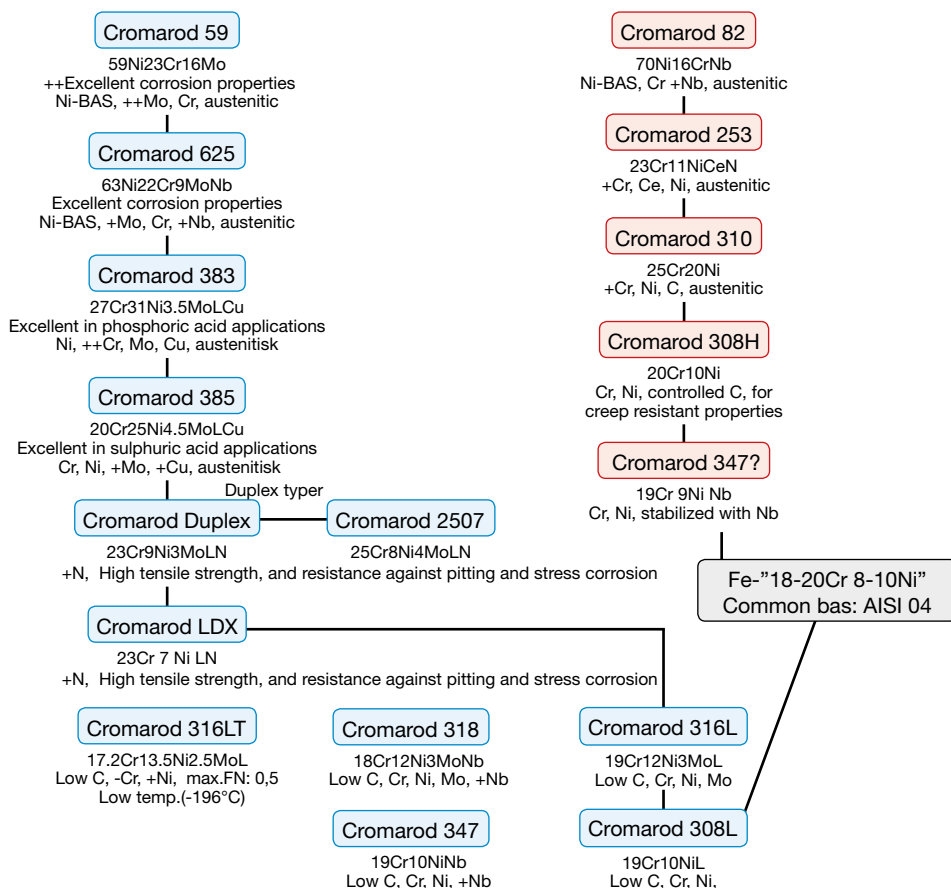 Cromarod 59
59Ni23Cr16Mo
++Excellent corrosion properties
Ni-BAS, ++Mo, Cr, austenitic
Cromarod 625
63Ni22Cr9MoNb
Excellent corrosion properties
Ni-BAS, +Mo, Cr, +Nb, austenitic
Cromarod 383
27Cr31Ni3.5MoLCu
Excellent in phosphoric acid applications
Ni, ++Cr, Mo, Cu, austenitisk
Cromarod 385
20Cr25Ni4.5MoLCu
Excellent in sulphuric acid applications
Cr, Ni, +Mo, +Cu, austenitisk
Duplex typer
Cromarod Duplex
Cromarod 2507
23Cr9Ni3MoLN
25Cr8Ni4MoLN
+N, High tensile strength, and resistance against pitting and stress corrosion
Cromarod LDX
23Cr 7 Ni LN
+N, High tensile strength, and resistance against pitting and stress corrosion
Cromarod 82
70Ni16CrNb
Ni-BAS, Cr +Nb, austenitic
Cromarod 253
23Cr11NiCeN
+Cr, Ce, Ni, austenitic
Cromarod 310
25Cr20Ni
+Cr, Ni, C, austenitic
Cromarod 308H
20Cr10Ni
Cr, Ni, controlled C, for
creep resistant properties
Cromarod 347?
19Cr 9Ni Nb
Cr, Ni, stabilized with Nb
Fe-”18-20Cr 8-10Ni”
Common bas: AISI 04
Cromarod 316LT
17.2Cr13.5Ni2.5MoL
Low C, -Cr, +Ni, max.FN: 0,5
Low temp.(-196°C)
Cromarod 318
18Cr12Ni3MoNb
Low C, Cr, Ni, Mo, +Nb
Cromarod 316L
19Cr12Ni3MoL
Low C, Cr, Ni, Mo
Cromarod 347
19Cr10NiNb
Low C, Cr, Ni, +Nb
Cromarod 308L
19Cr10NiL
Low C, Cr, Ni,